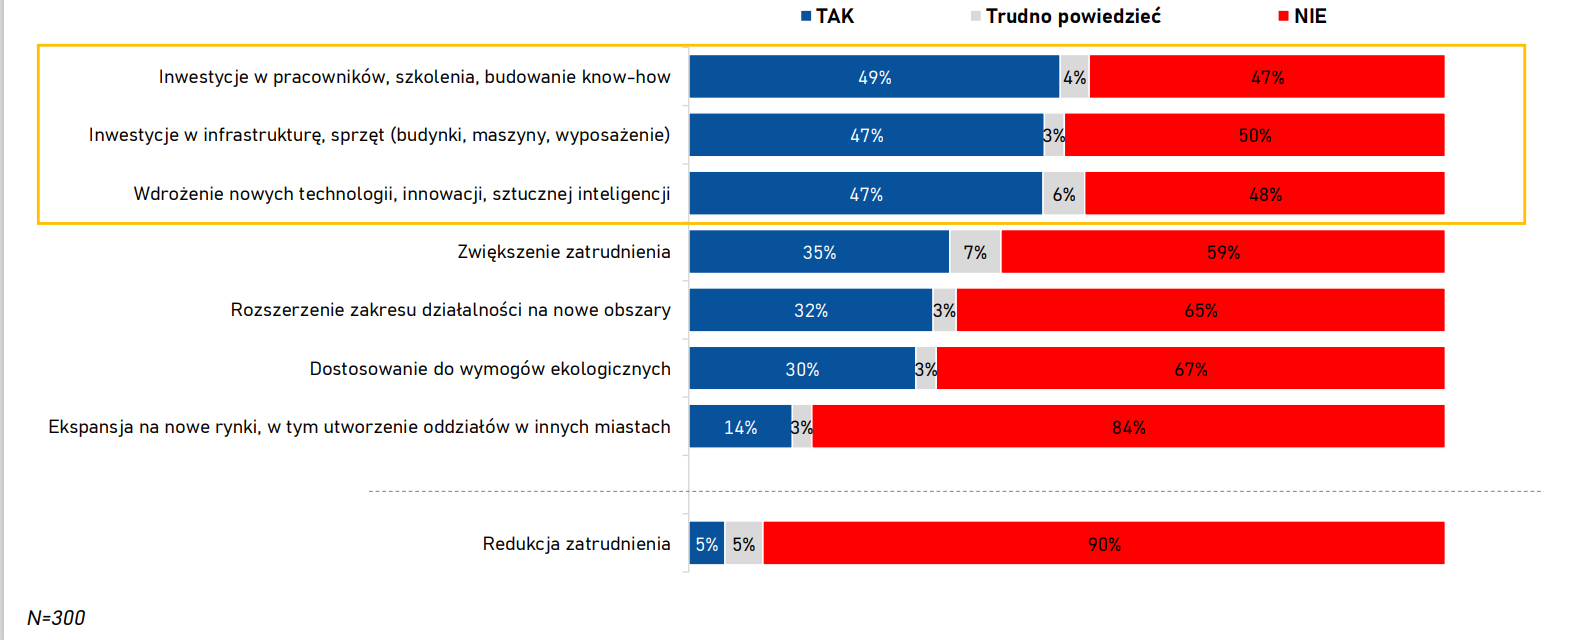 TAK Trudno powiedzieć NIE
Inwestycje w pracowników, szkolenia, budowanie know-how 49% 4% 47%
Inwestycje w infrastrukturę, sprzęt (budynki, maszyny, wyposażenie) 47% 3% 50%
Wdrożenie nowych technologii, innowacji, sztucznej inteligencji 47% 6% 48%
Zwiększenie zatrudnienia 35% 7% 59%
Rozszerzenie zakresu działalności na nowe obszary 32% 3% 65%
Dostosowanie do wymogów ekologicznych 30% 3% 67%
Ekspansja na nowe rynki, w tym utworzenie oddziałów w innych miastach 14% 3% 84%
Redukcja zatrudnienia 5% 5% 90%
N=300